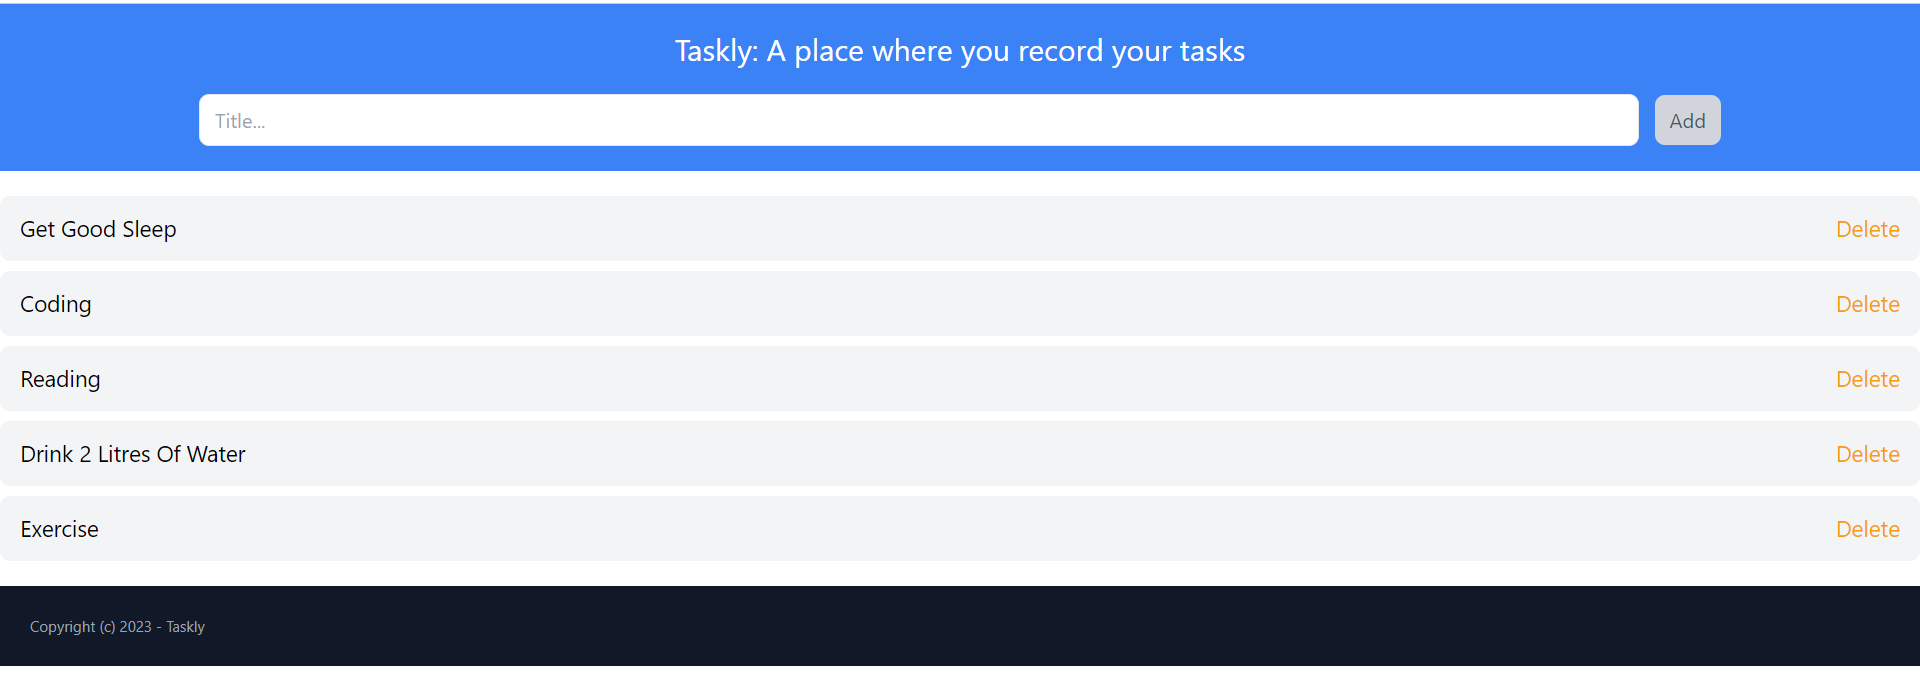 Taskly: A place where you record your tasks
Title...
Add
Get Good Sleep
Delete
Coding
Delete
Reading
Delete
Drink 2 Litres Of Water
Delete
Exercise
Delete
Copyright (c) 2023 - Taskly